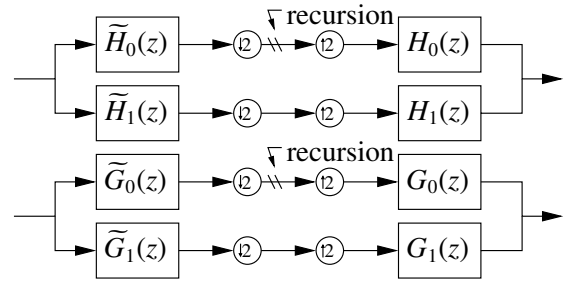 recursion
H̃₀(z) ↓2 ↑2 H₀(z)
H̃₁(z) ↓2 ↑2 H₁(z)
recursion
G̃₀(z) ↓2 ↑2 G₀(z)
G̃₁(z) ↓2 ↑2 G₁(z)